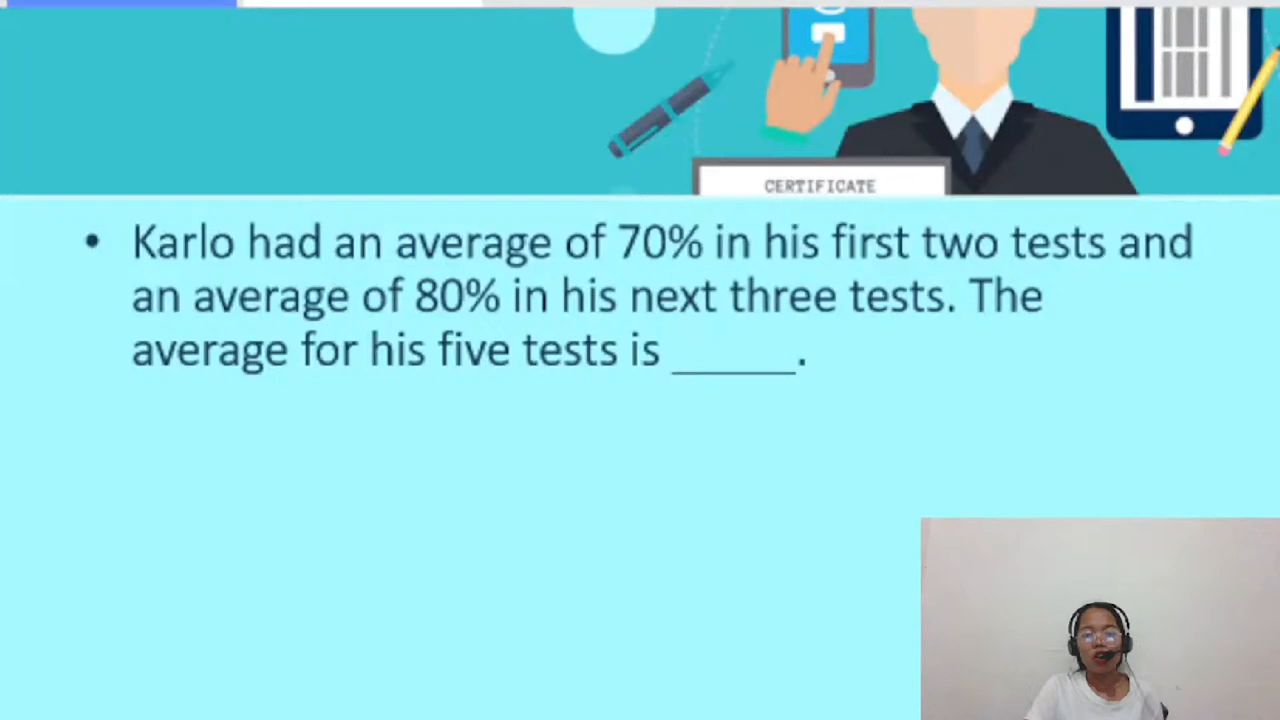 CERTIFICATE
• Karlo had an average of 70% in his first two tests and
an average of 80% in his next three tests. The
average for his five tests is _____.